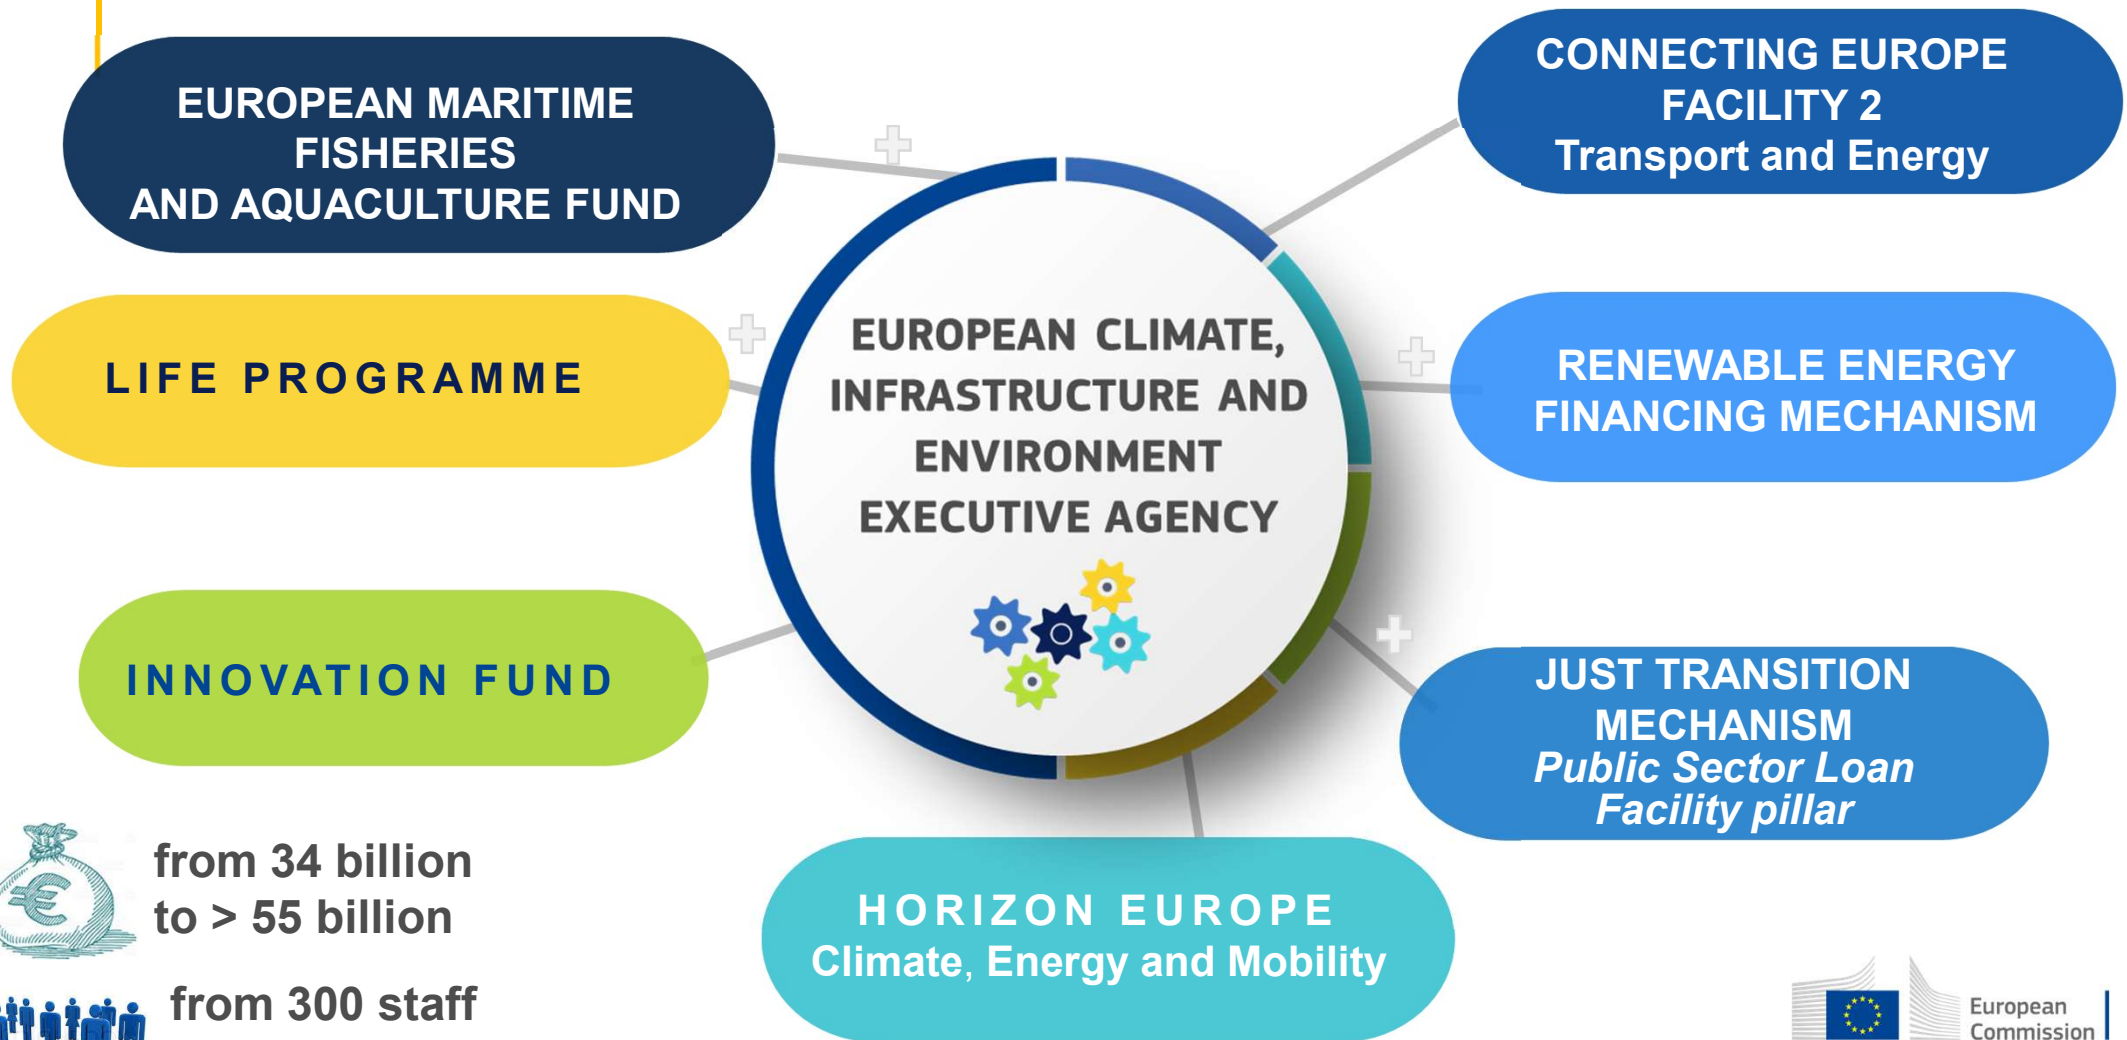 EUROPEAN MARITIME
FISHERIES
AND AQUACULTURE FUND
LIFE PROGRAMME
INNOVATION FUND
EUROPEAN CLIMATE,
INFRASTRUCTURE AND
ENVIRONMENT
EXECUTIVE AGENCY
CONNECTING EUROPE
FACILITY 2
Transport and Energy
RENEWABLE ENERGY
FINANCING MECHANISM
JUST TRANSITION
MECHANISM
Public Sector Loan
Facility pillar
HORIZON EUROPE
Climate, Energy and Mobility
€
from 34 billion
to > 55 billion
from 300 staff
European
Commission